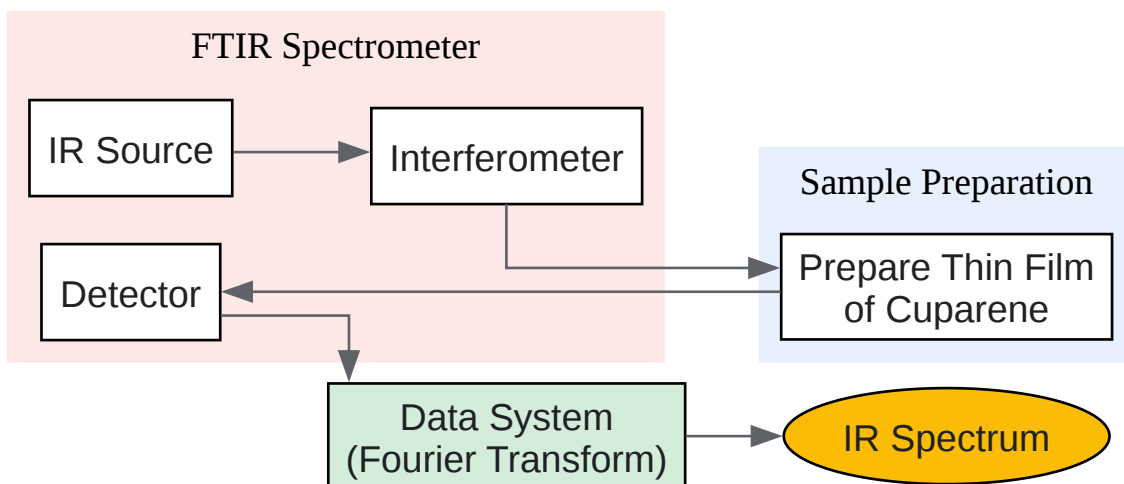 FTIR Spectrometer
IR Source
Interferometer
Sample Preparation
Prepare Thin Film
of Cuparene
Detector
Data System
(Fourier Transform)
IR Spectrum